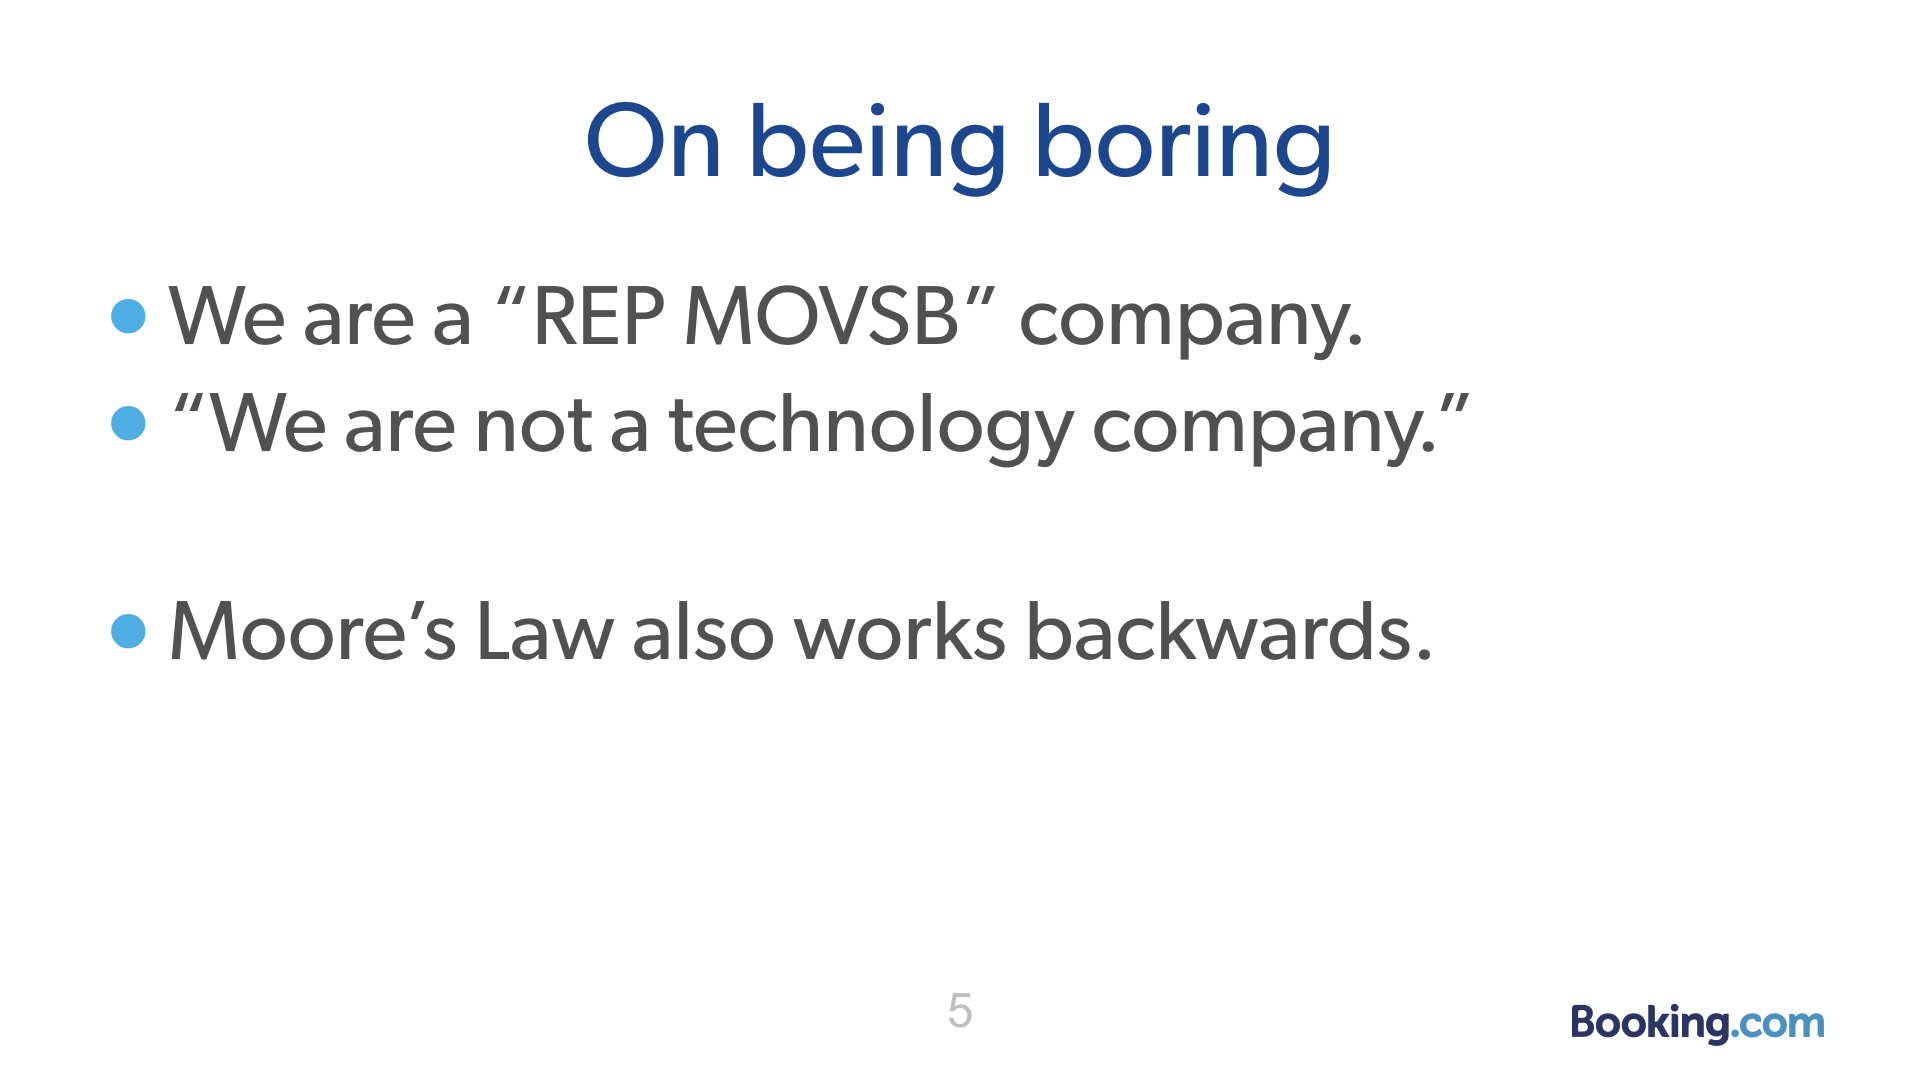 On being boring
• We are a “REP MOVSB” company.
• “We are not a technology company.”
• Moore’s Law also works backwards.
5
Booking.com